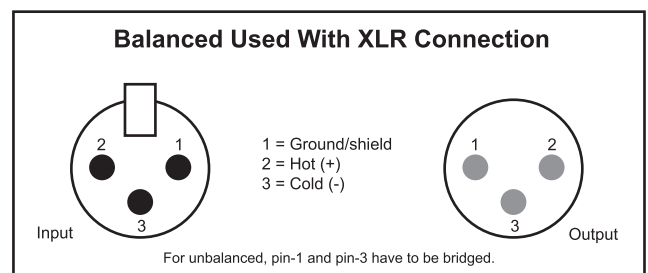 Balanced Used With XLR Connection
2 1
1 = Ground/shield
2 = Hot (+)
3 = Cold (-)
3
Input
1 2
3
Output
For unbalanced, pin-1 and pin-3 have to be bridged.